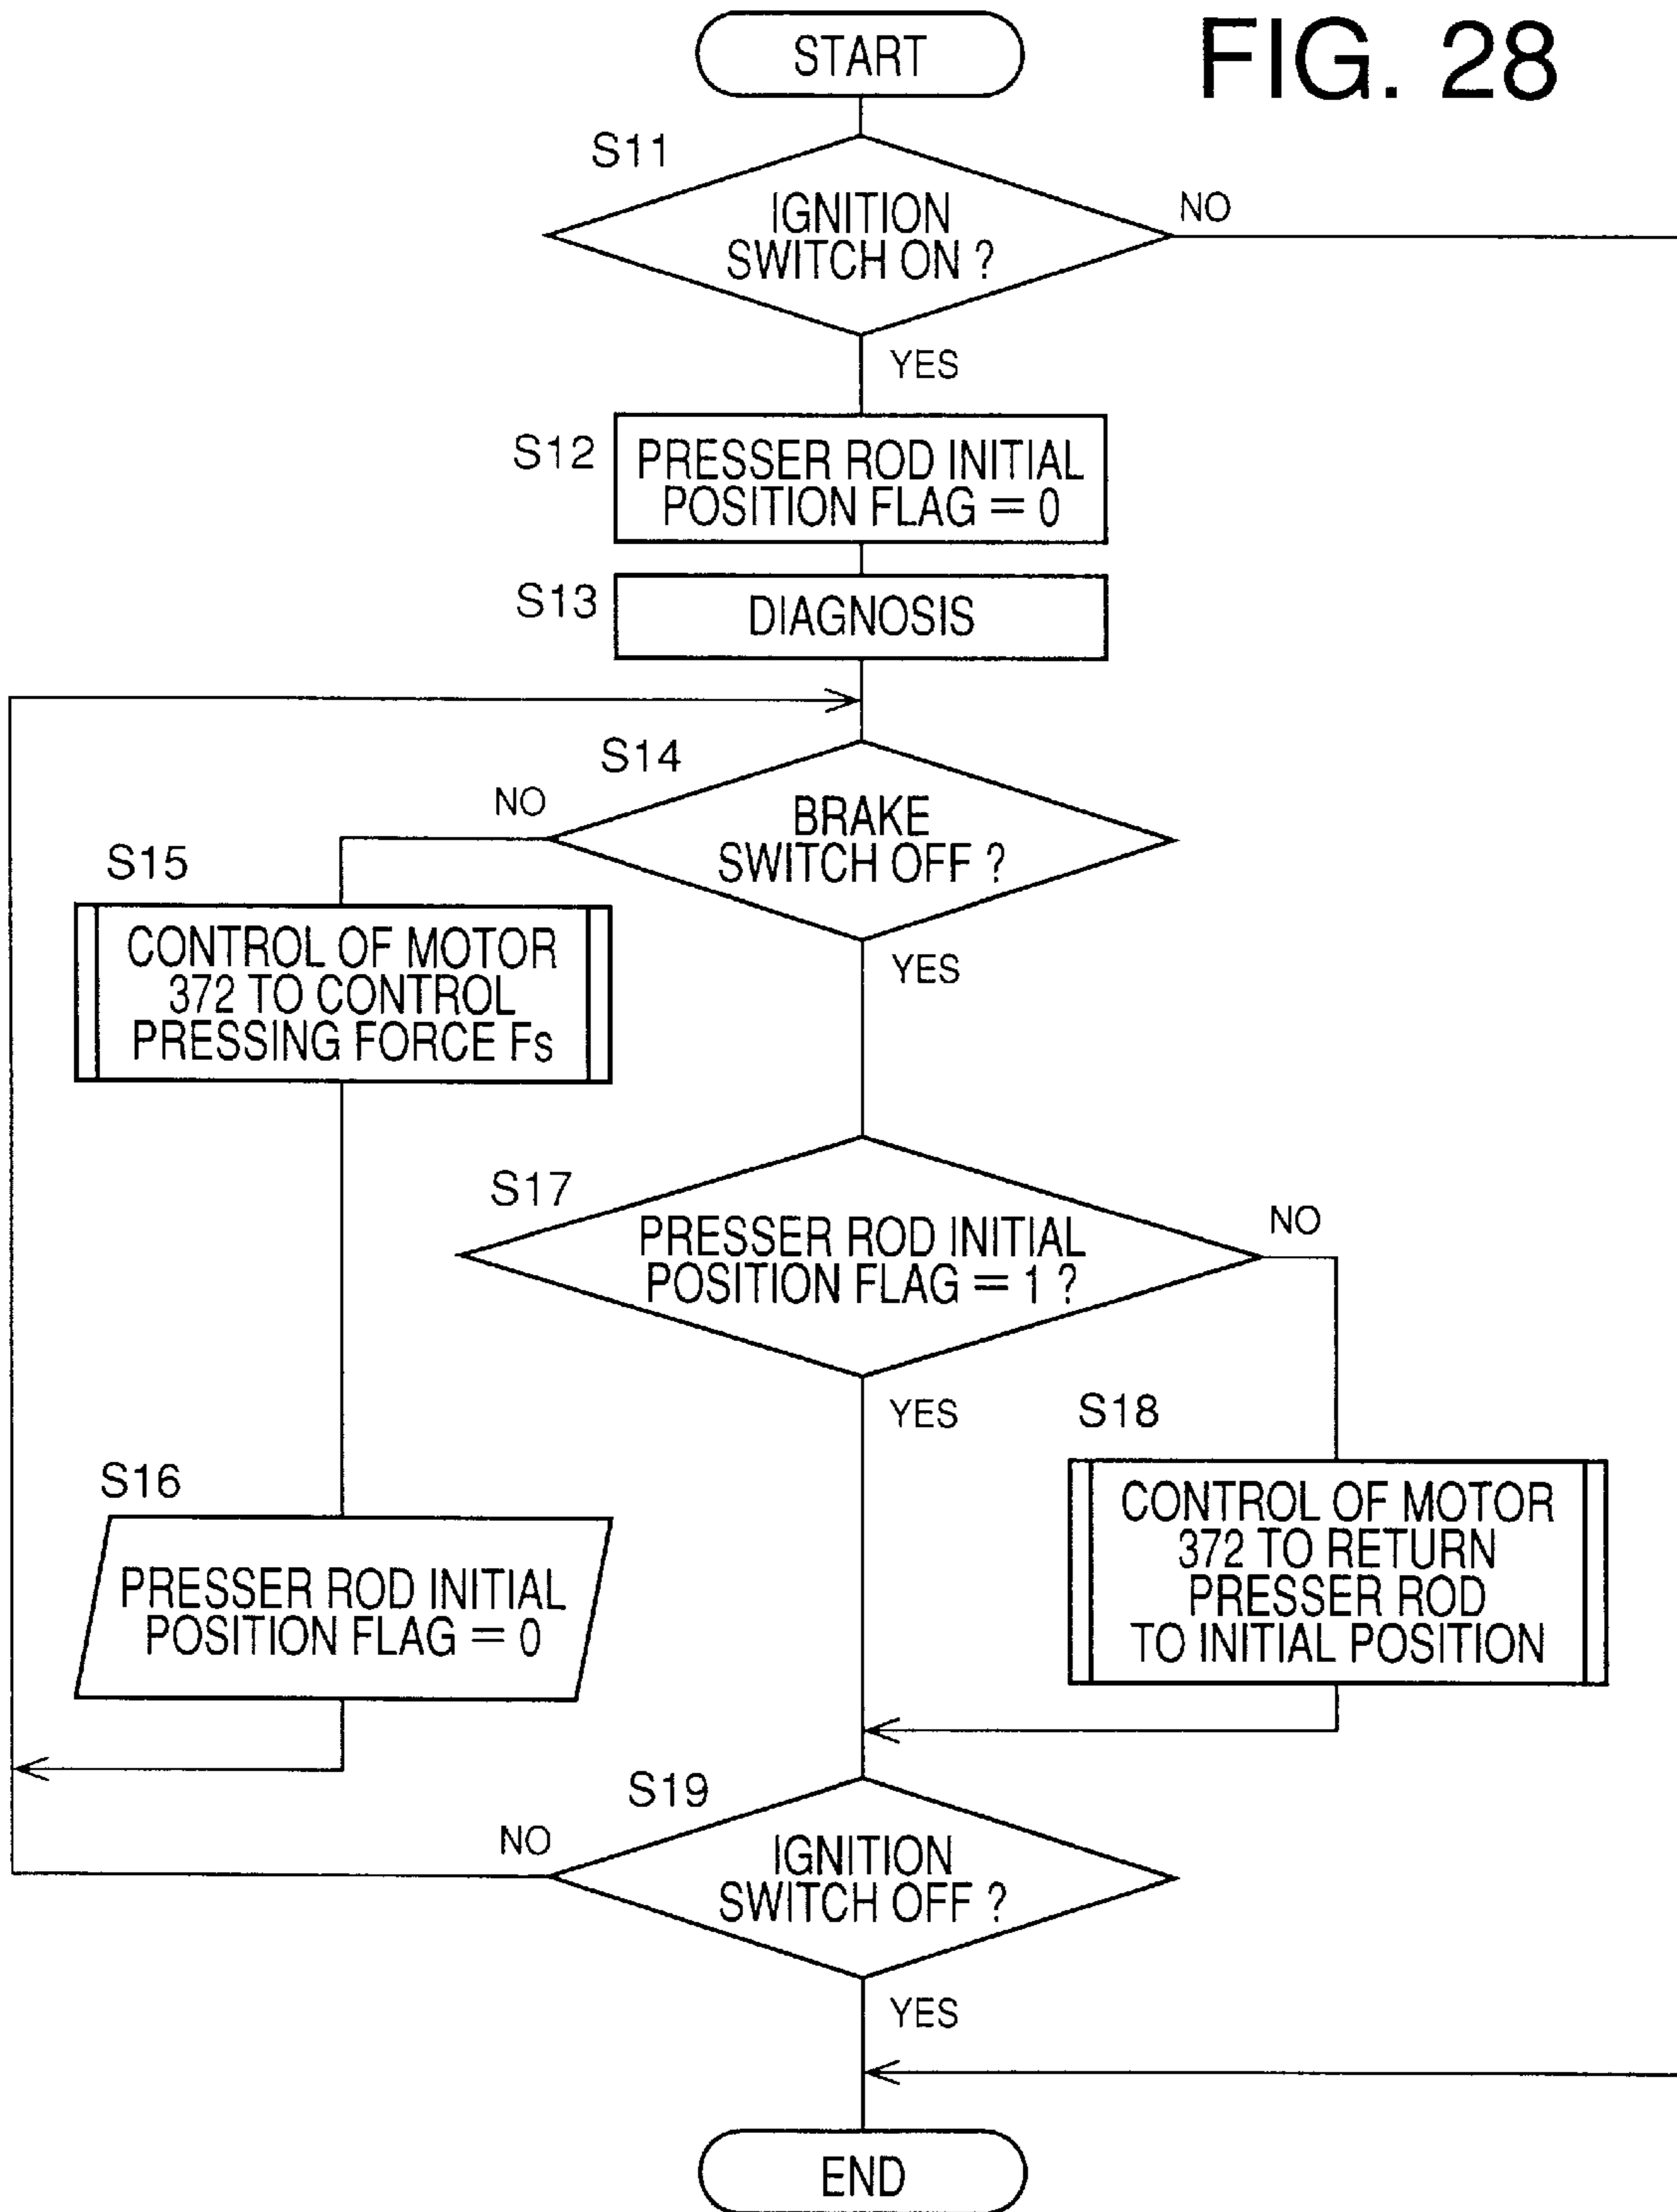 FIG. 28
START
S11
IGNITION
SWITCH ON ?
NO
YES
S12
PRESSER ROD INITIAL
POSITION FLAG = 0
S13
DIAGNOSIS
S14
NO
BRAKE
SWITCH OFF ?
YES
S15
CONTROL OF MOTOR
372 TO CONTROL
PRESSING FORCE Fs
S16
PRESSER ROD INITIAL
POSITION FLAG = 0
S17
PRESSER ROD INITIAL
POSITION FLAG = 1 ?
NO
YES
S18
CONTROL OF MOTOR
372 TO RETURN
PRESSER ROD
TO INITIAL POSITION
S19
NO
IGNITION
SWITCH OFF ?
YES
END